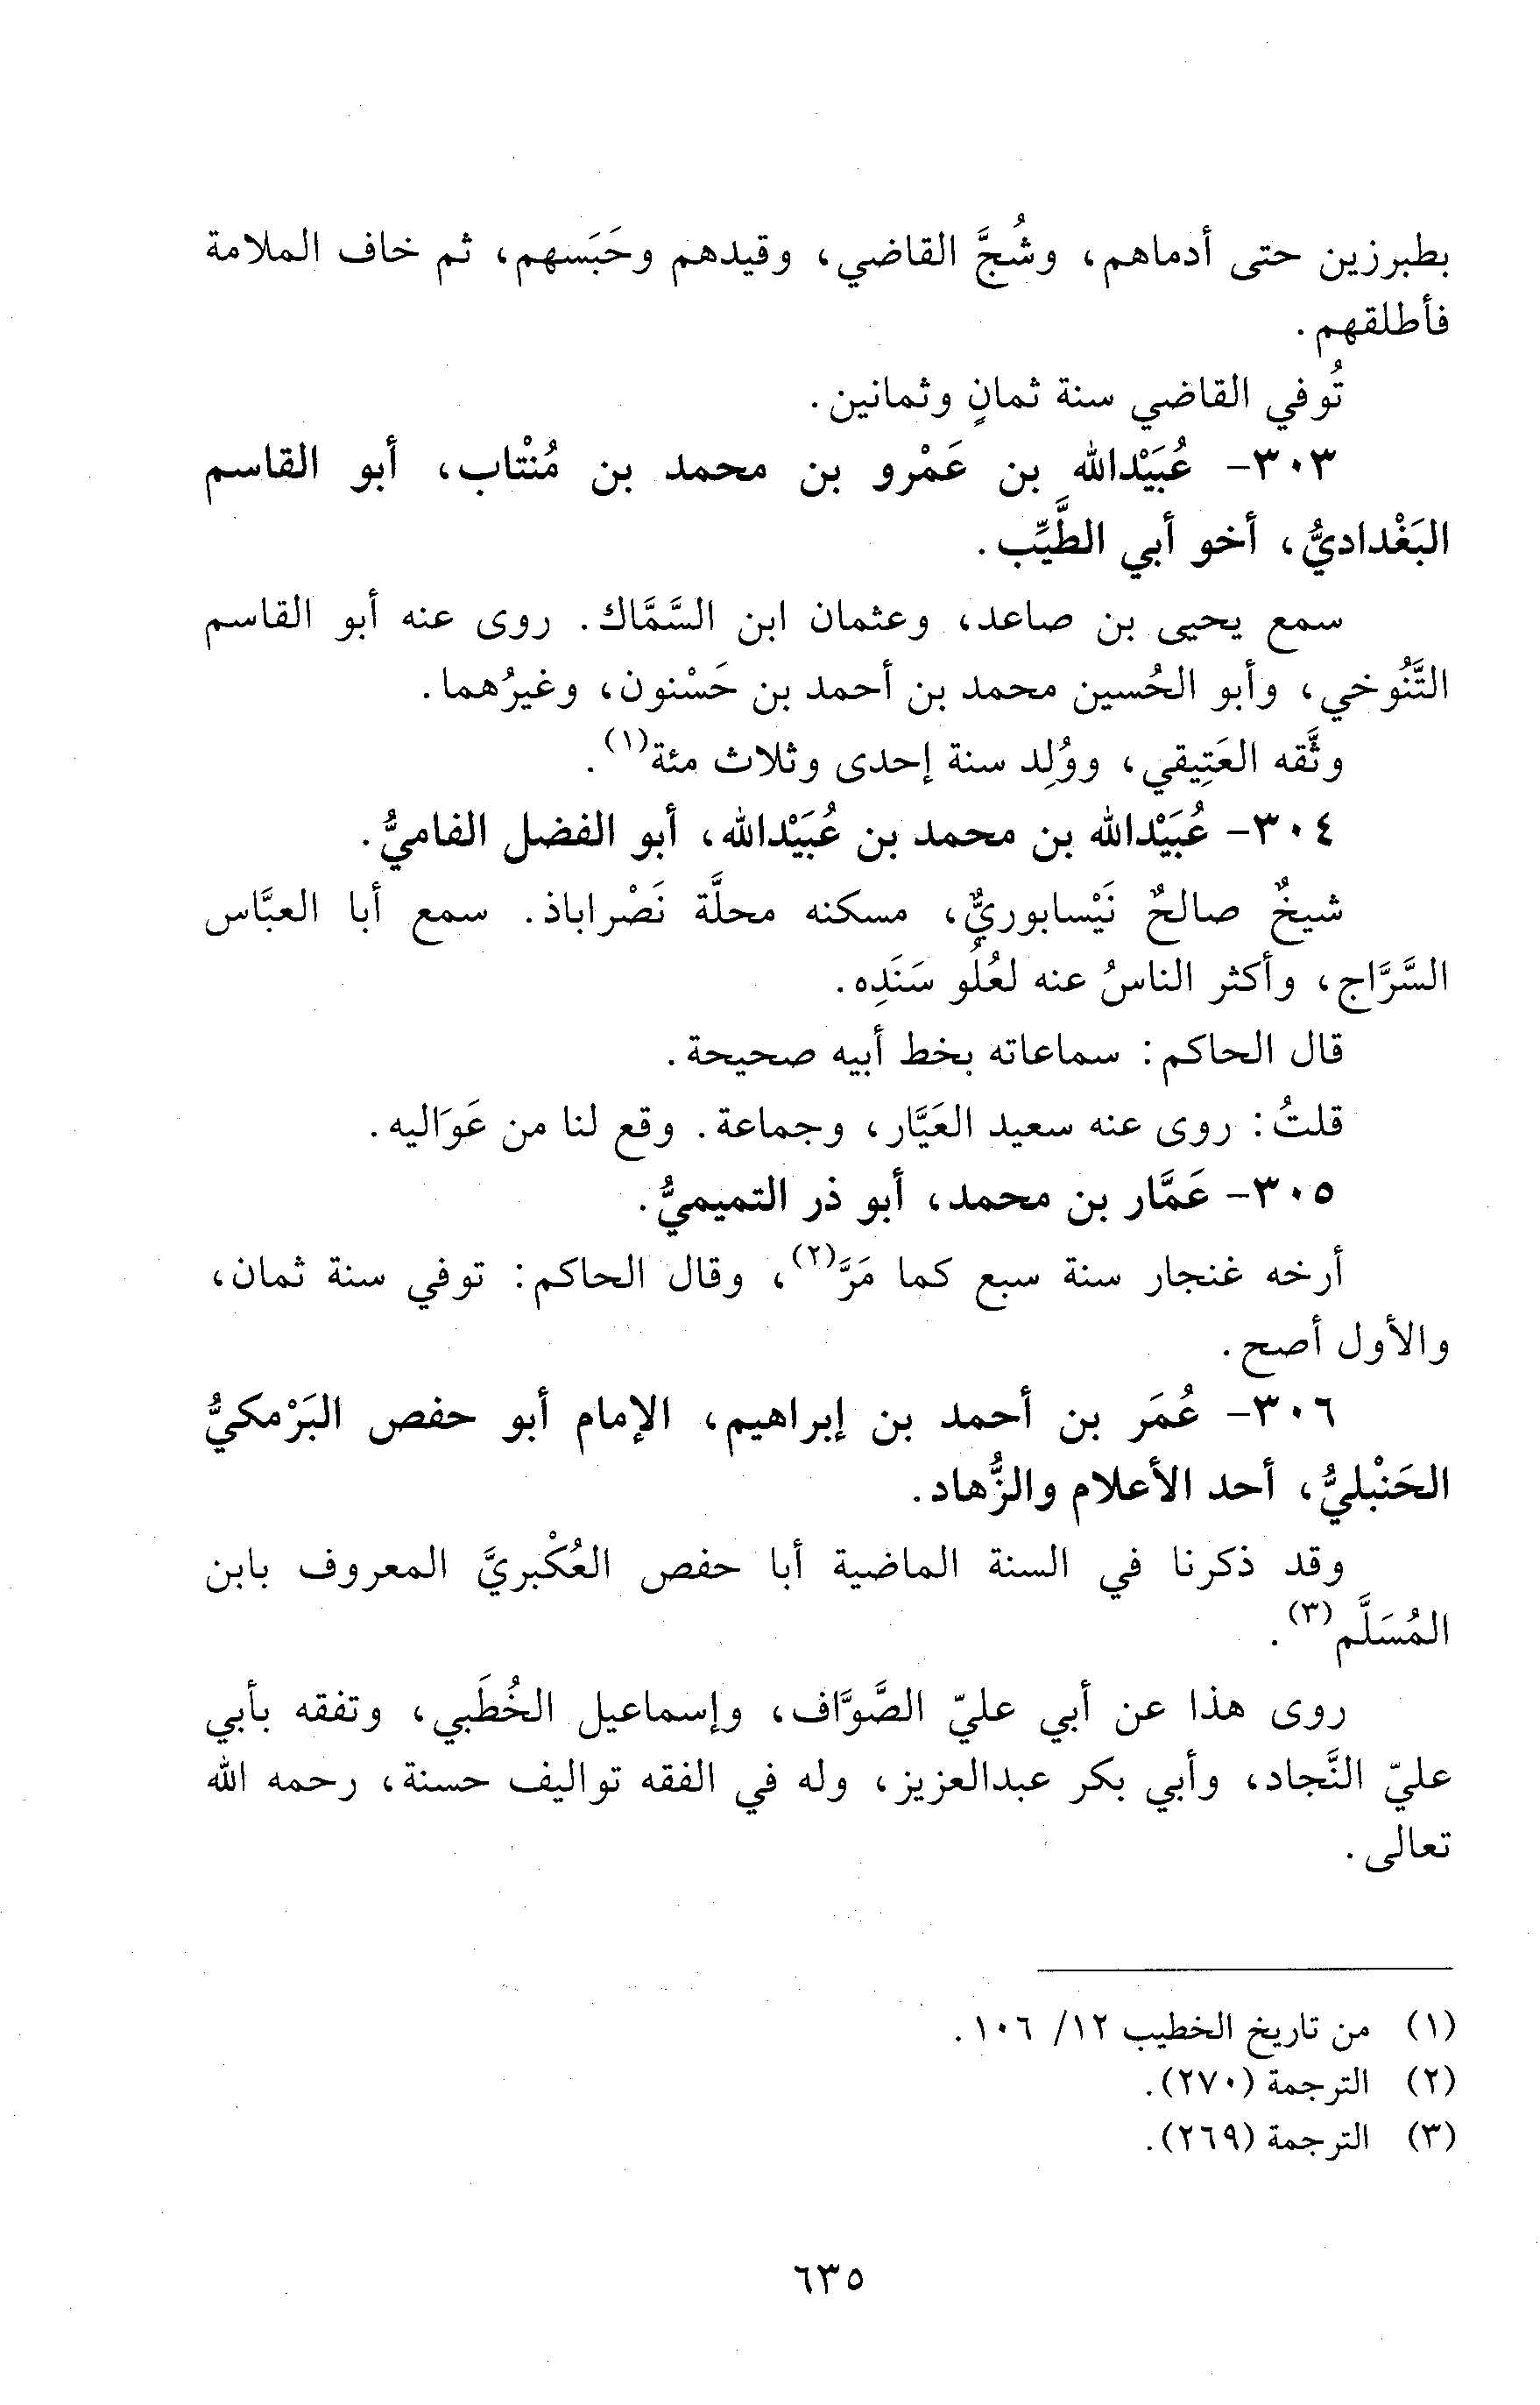 بطبرزين حتى أدماهم، وشُجَّ القاضي، وقيدهم وحَبَسهم، ثم خاف الملامة
فأطلقهم.
تُوفي القاضي سنة ثمانٍ وثمانين.
٣٠٣- عُبَيْدالله بن عَمْرو بن محمد بن مُنْتاب، أبو القاسم
البَغْداديُّ، أخو أبي الطَّيِّب.
سمع يحيى بن صاعد، وعثمان ابن السَّمَّاك. روى عنه أبو القاسم
التَّنُوخي، وأبو الحُسين محمد بن أحمد بن حَسْنون، وغيرُهما.
وثَّقه العَتِيقي، ووُلِد سنة إحدى وثلاث مئة(١).
٣٠٤- عُبَيْدالله بن محمد بن عُبَيْدالله، أبو الفضل الفاميُّ.
شيخٌ صالحٌ نَيْسابوريٌّ، مسكنه محلَّة نَصْراباذ. سمع أبا العبَّاس
السَّرَّاج، وأكثر الناسُ عنه لعُلُو سَنَدِه.
قال الحاكم: سماعاته بخط أبيه صحيحة.
قلتُ: روى عنه سعيد العَيَّار، وجماعة. وقع لنا من عَوَاليه.
٣٠٥- عَمَّار بن محمد، أبو ذر التميميُّ.
أرخه غنجار سنة سبع كما مَرَّ(٢)، وقال الحاكم: توفي سنة ثمان،
والأول أصح.
٣٠٦- عُمَر بن أحمد بن إبراهيم، الإمام أبو حفص البَرْمكيُّ
الحَنْبليُّ، أحد الأعلام والزُّهاد.
وقد ذكرنا في السنة الماضية أبا حفص العُكْبريَّ المعروف بابن
المُسَلَّم(٣).
روى هذا عن أبي عليّ الصَّوَّاف، وإسماعيل الخُطَبي، وتفقه بأبي
عليّ النَّجاد، وأبي بكر عبدالعزيز، وله في الفقه تواليف حسنة، رحمه الله
تعالى.
(١) من تاريخ الخطيب ١٢/ ١٠٦.
(٢) الترجمة (٢٧٠).
(٣) الترجمة (٢٦٩).
٦٣٥